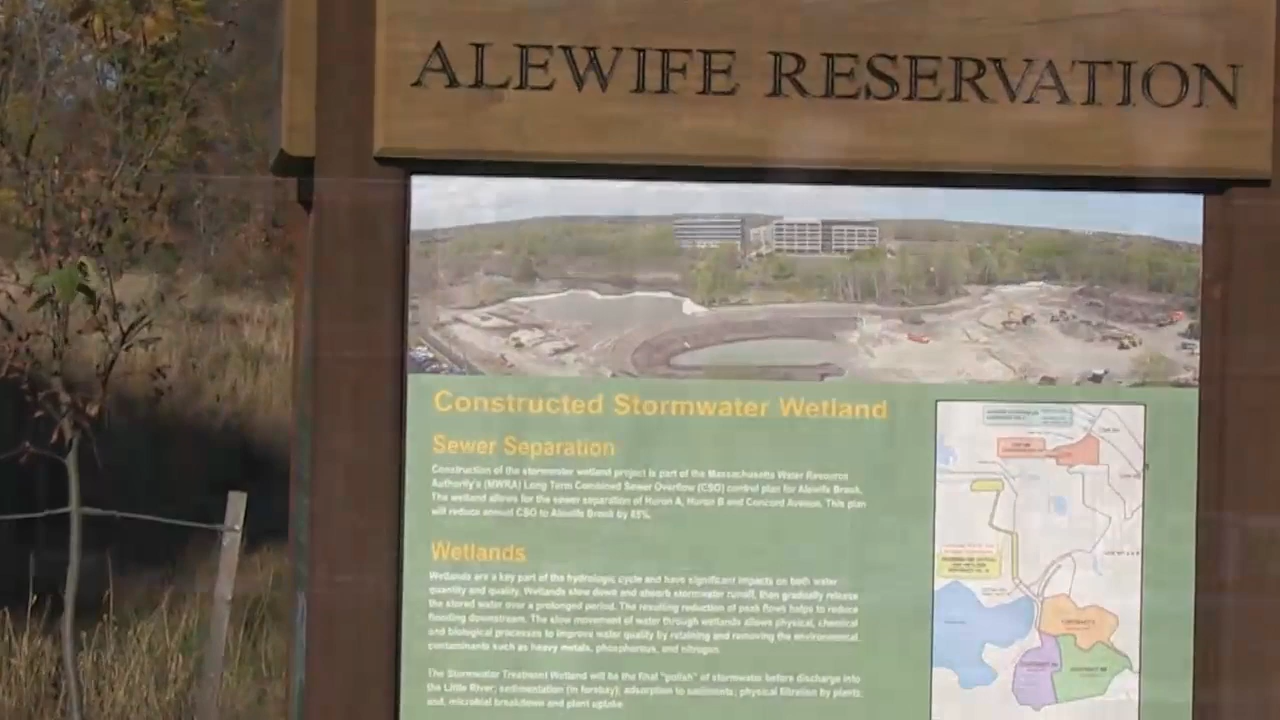 ALEWIFE RESERVATION
Constructed Stormwater Wetland
Sewer Separation
Construction of the stormwater wetland project is part of the Massachusetts Water Resource
Authority's (MWRA) Long Term Combined Sewer Overflow (CSO) control plan for Alewife Brook.
The wetland allows for the sewer separation of Huron A, Huron B and Concord Avenue. This plan
will reduce annual CSO to Alewife Brook by 85%.
Wetlands
Wetlands are a key part of the hydrologic cycle and have significant impacts on both water
quantity and quality. Wetlands slow down and absorb stormwater runoff, then gradually release
the stored water over a prolonged period. The resulting reduction of peak flows helps to reduce
flooding downstream. The slow movement of water through wetlands allows physical, chemical
and biological processes to improve water quality by retaining and removing the environmental
contaminants such as heavy metals, phosphorous, and nitrogen.
The Stormwater Treatment Wetland will be the final "polish" of stormwater before discharge into
the Little River; sedimentation (in forebay); adsorption to sediments; physical filtration by plants;
and, microbial breakdown and plant uptake